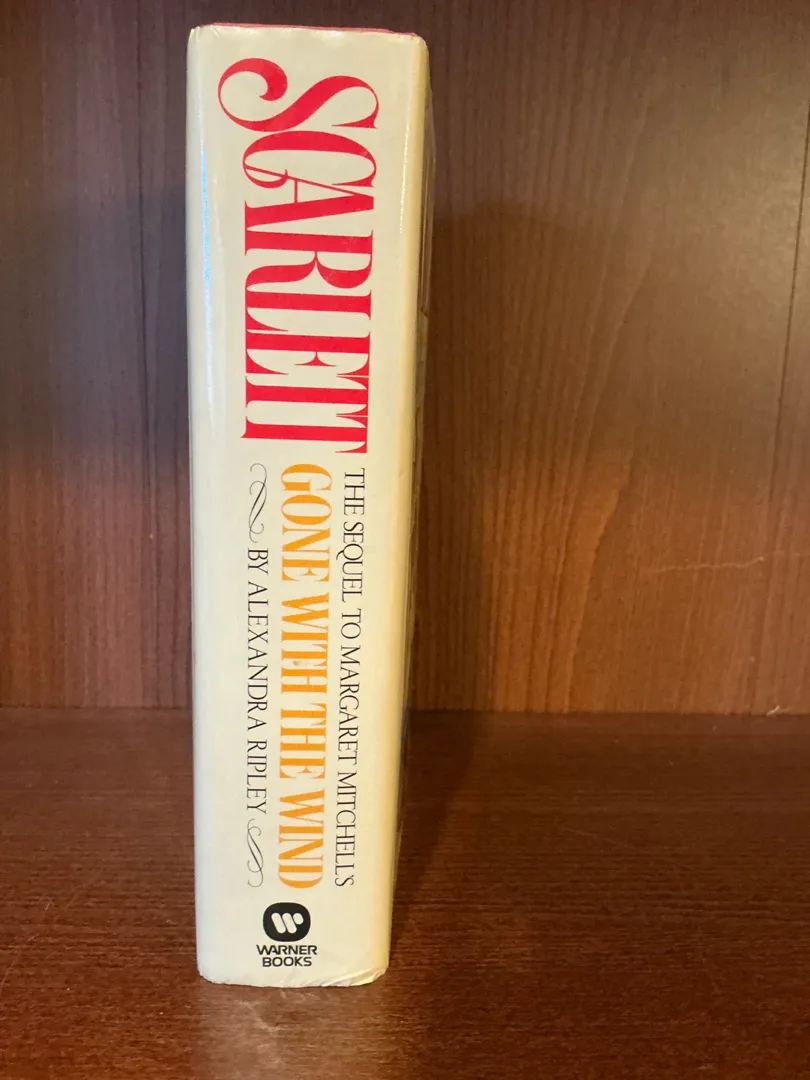 SCARLETT
THE SEQUEL TO MARGARET MITCHELL'S
GONE WITH THE WIND
BY ALEXANDRA RIPLEY
WARNER
BOOKS